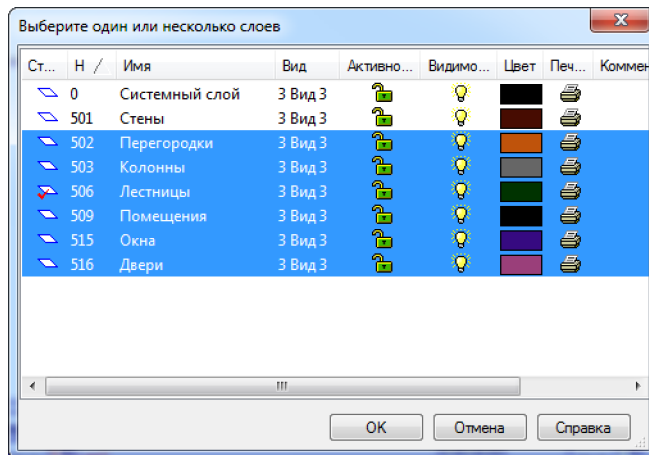 Выберите один или несколько слоев
Ст... Н / Имя Вид Активно... Видимо... Цвет Печ... Коммен
0 Системный слой 3 Вид 3
501 Стены 3 Вид 3
502 Перегородки 3 Вид 3
503 Колонны 3 Вид 3
506 Лестницы 3 Вид 3
509 Помещения 3 Вид 3
515 Окна 3 Вид 3
516 Двери 3 Вид 3
OK Отмена Справка